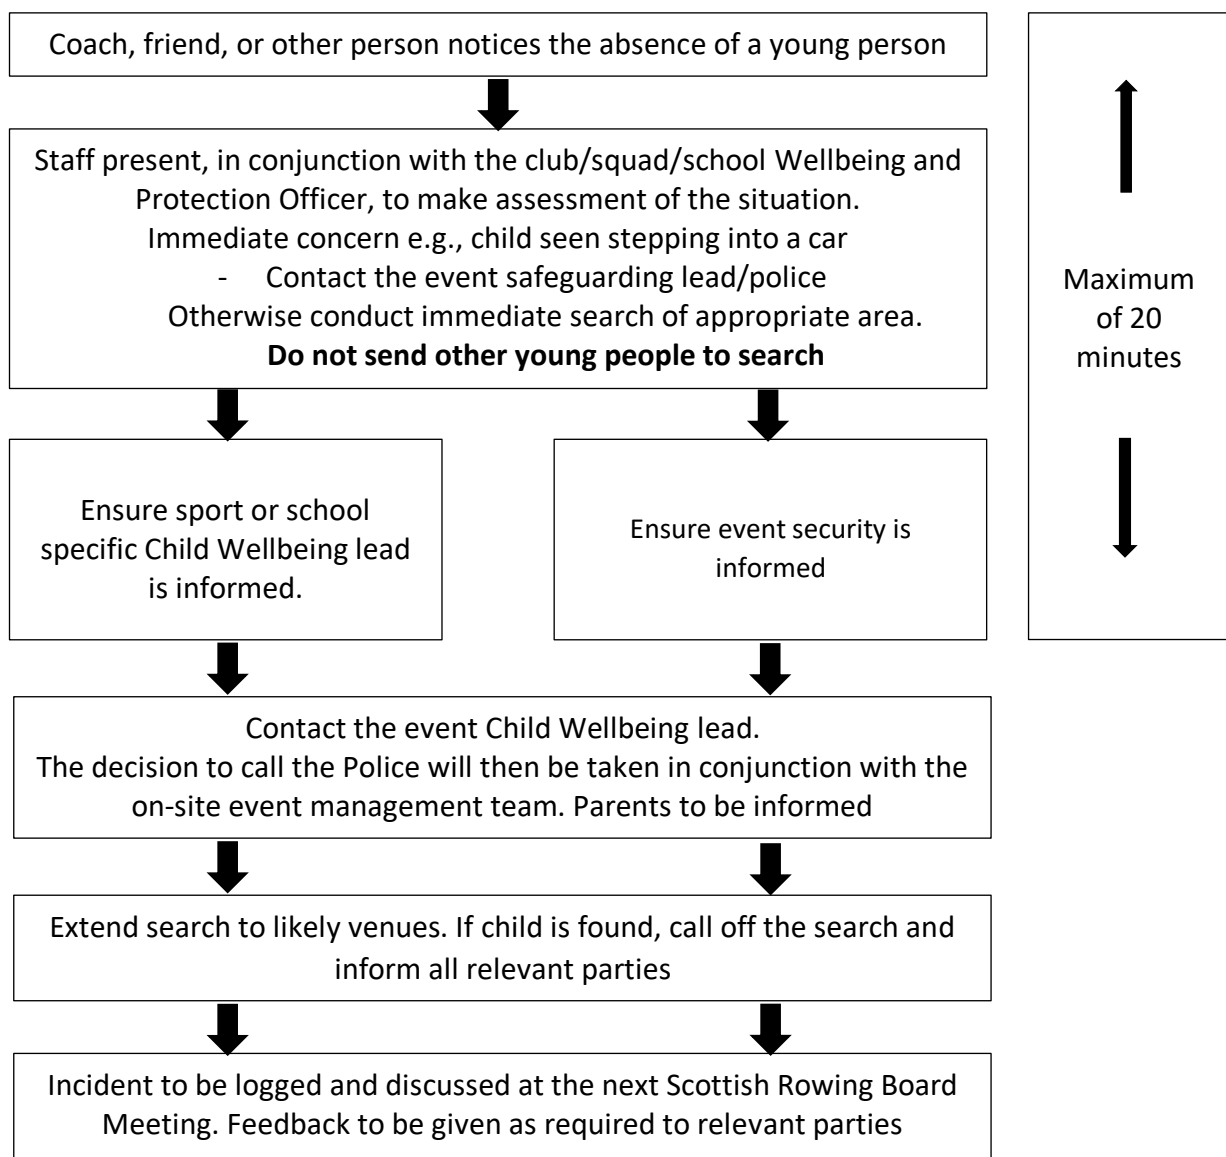 Coach, friend, or other person notices the absence of a young person
Staff present, in conjunction with the club/squad/school Wellbeing and
Protection Officer, to make assessment of the situation.
Immediate concern e.g., child seen stepping into a car
- Contact the event safeguarding lead/police
Otherwise conduct immediate search of appropriate area.
Do not send other young people to search
Maximum
of 20
minutes
Ensure sport or school
specific Child Wellbeing lead
is informed.
Ensure event security is
informed
Contact the event Child Wellbeing lead.
The decision to call the Police will then be taken in conjunction with the
on-site event management team. Parents to be informed
Extend search to likely venues. If child is found, call off the search and
inform all relevant parties
Incident to be logged and discussed at the next Scottish Rowing Board
Meeting. Feedback to be given as required to relevant parties